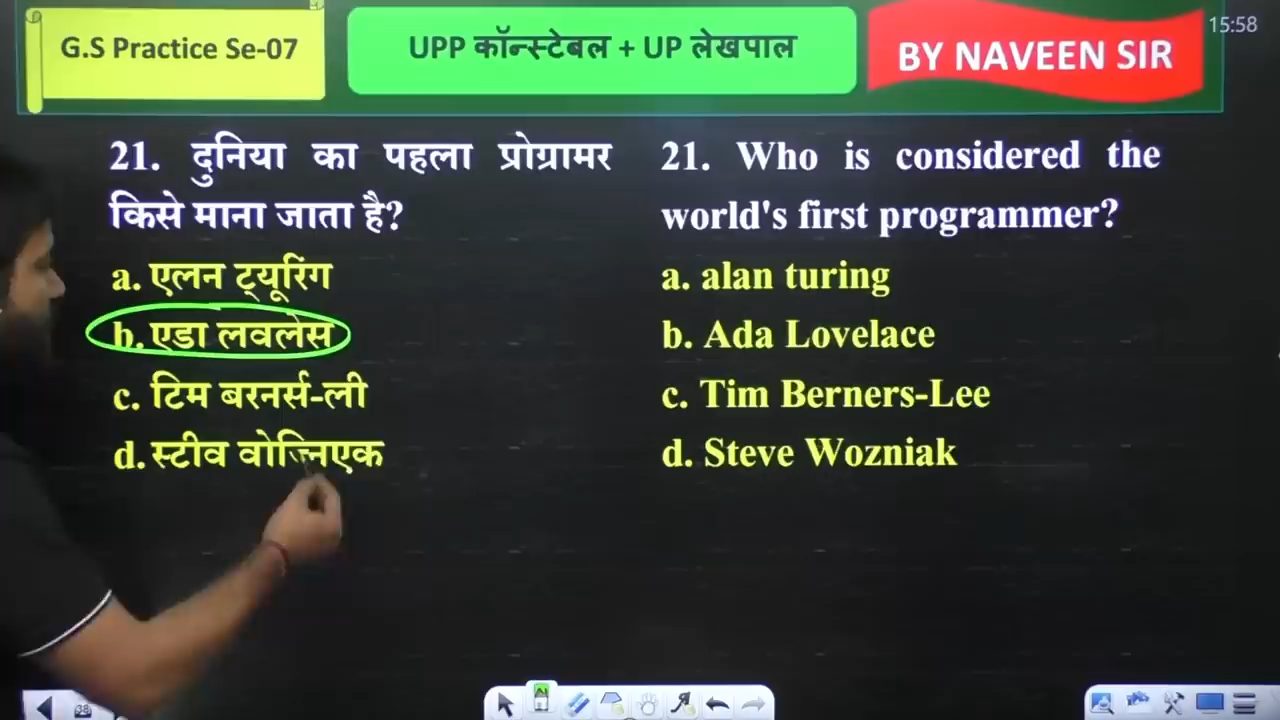 G.S Practice Se-07
UPP कॉन्स्टेबल + UP लेखपाल
BY NAVEEN SIR
15:58
21. दुनिया का पहला प्रोग्रामर
किसे माना जाता है?
a. एलन ट्यूरिंग
b. एडा लवलेस
c. टिम बरनर्स-ली
d. स्टीव वोज्निएक
21. Who is considered the
world's first programmer?
a. alan turing
b. Ada Lovelace
c. Tim Berners-Lee
d. Steve Wozniak
38